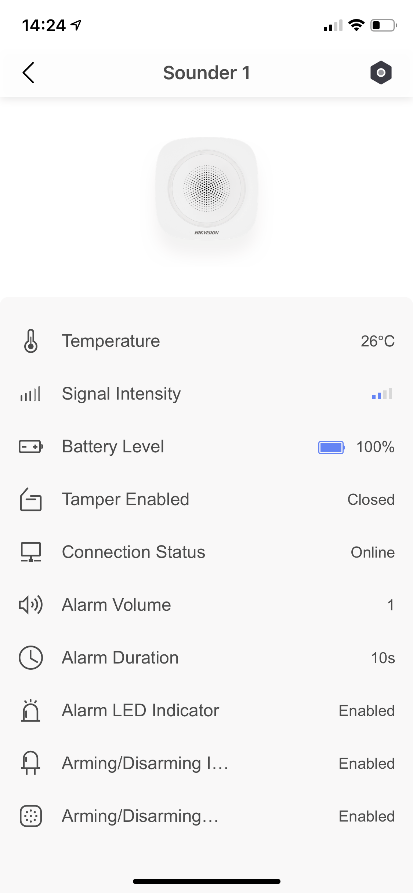 14:24
Sounder 1
HIKVISION
Temperature 26°C
Signal Intensity
Battery Level 100%
Tamper Enabled Closed
Connection Status Online
Alarm Volume 1
Alarm Duration 10s
Alarm LED Indicator Enabled
Arming/Disarming I... Enabled
Arming/Disarming... Enabled